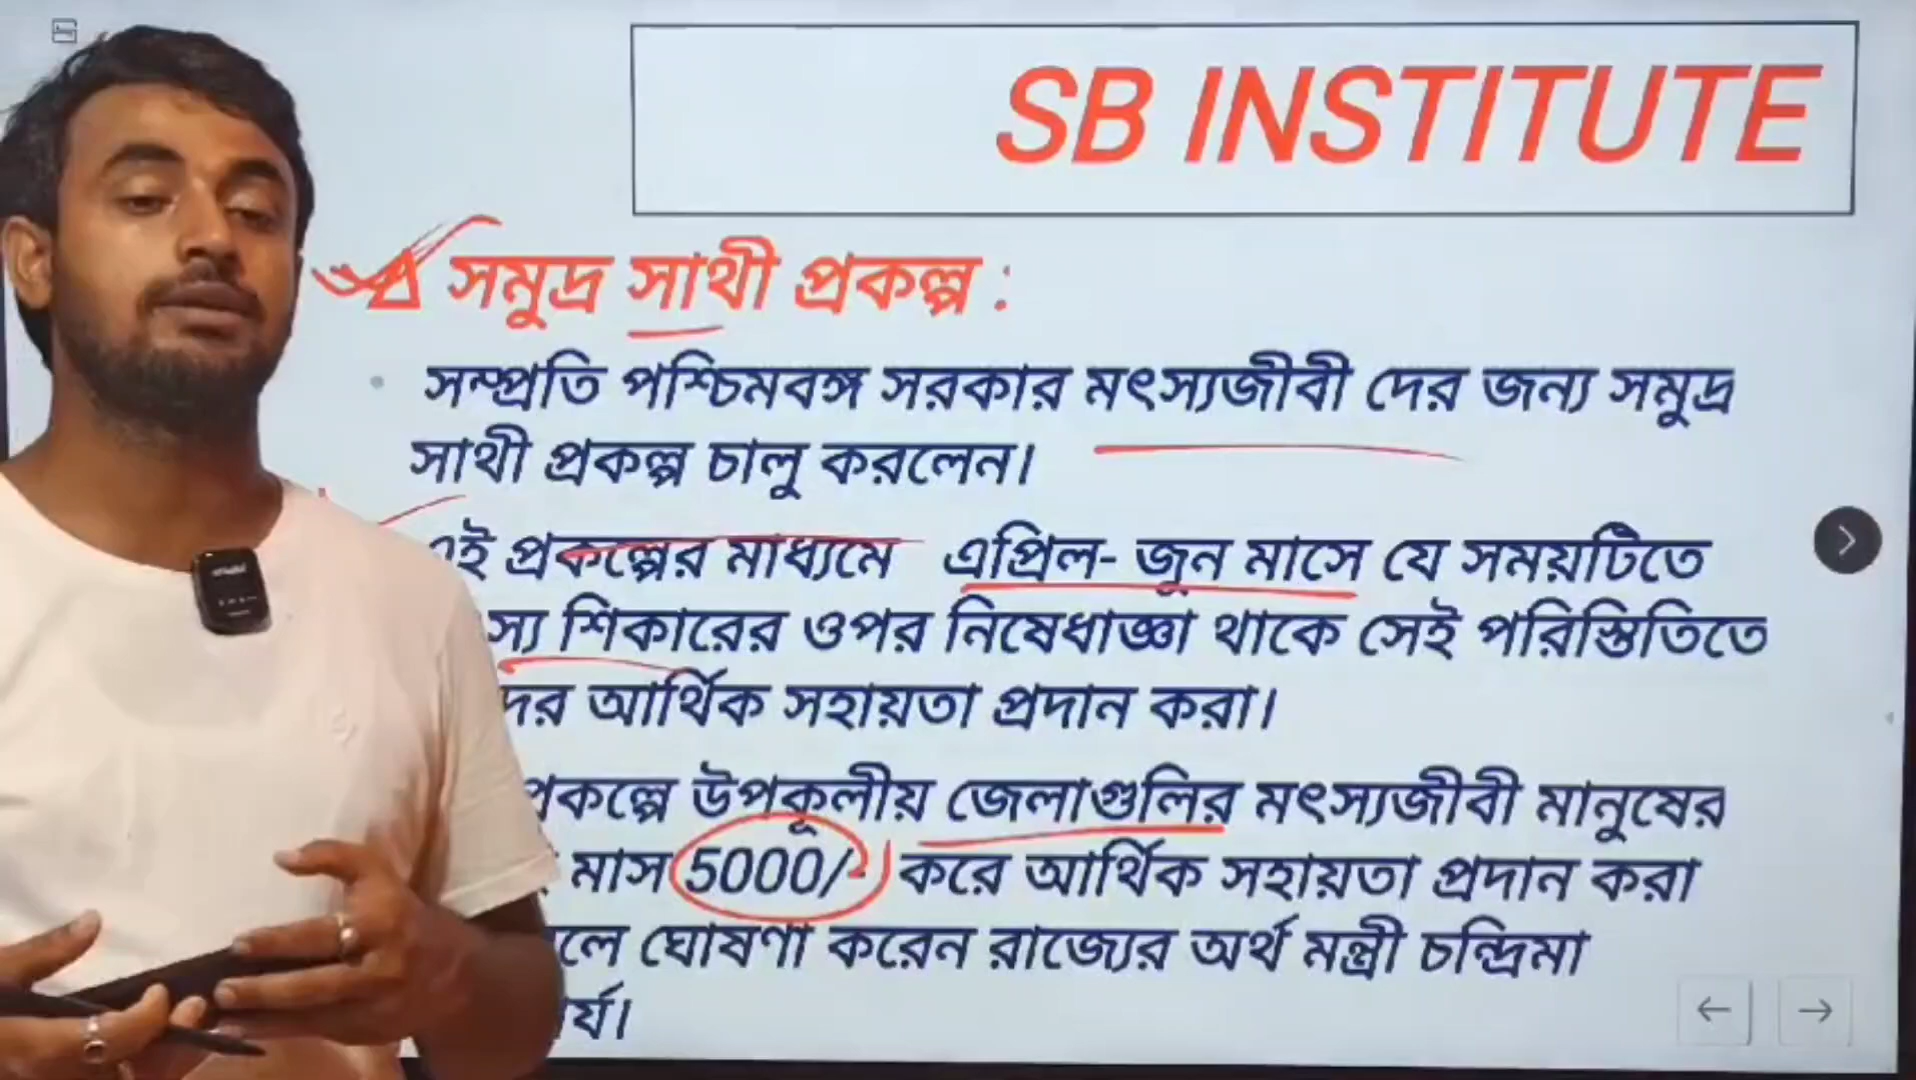 SB INSTITUTE
সমুদ্র সাথী প্রকল্প :
সম্প্রতি পশ্চিমবঙ্গ সরকার মৎস্যজীবী দের জন্য সমুদ্র
সাথী প্রকল্প চালু করলেন।
প্রকল্পের মাধ্যমে এপ্রিল- জুন মাসে যে সময়টিতে
শিকারের ওপর নিষেধাজ্ঞা থাকে সেই পরিস্তিতিতে
আর্থিক সহায়তা প্রদান করা।
প্রকল্পে উপকূলীয় জেলাগুলির মৎস্যজীবী মানুষের
মাস 5000/- করে আর্থিক সহায়তা প্রদান করা
ঘোষণা করেন রাজ্যের অর্থ মন্ত্রী চন্দ্রিমা